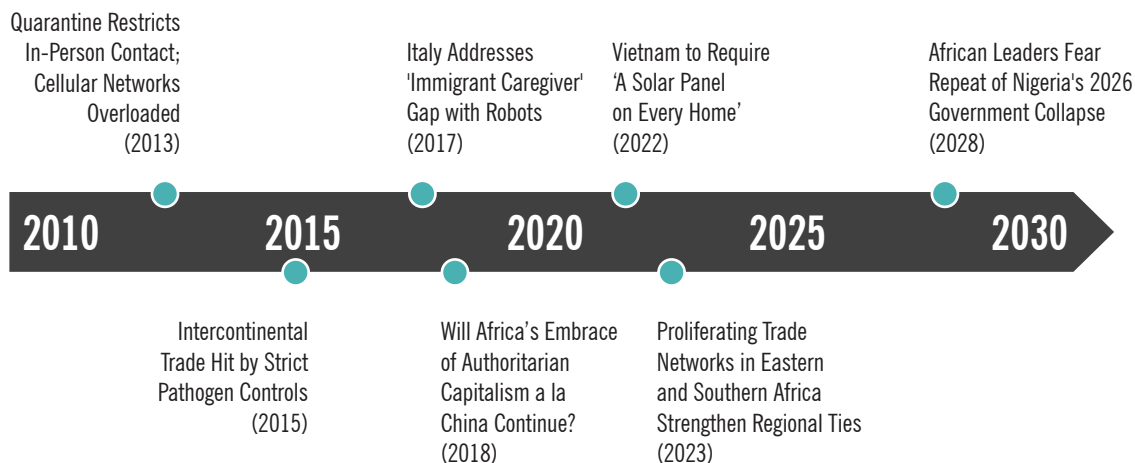 Quarantine Restricts
In-Person Contact;
Cellular Networks
Overloaded
(2013)
Italy Addresses
'Immigrant Caregiver'
Gap with Robots
(2017)
Vietnam to Require
‘A Solar Panel
on Every Home’
(2022)
African Leaders Fear
Repeat of Nigeria's 2026
Government Collapse
(2028)
2010
2015
2020
2025
2030
Intercontinental
Trade Hit by Strict
Pathogen Controls
(2015)
Will Africa’s Embrace
of Authoritarian
Capitalism a la
China Continue?
(2018)
Proliferating Trade
Networks in Eastern
and Southern Africa
Strengthen Regional Ties
(2023)